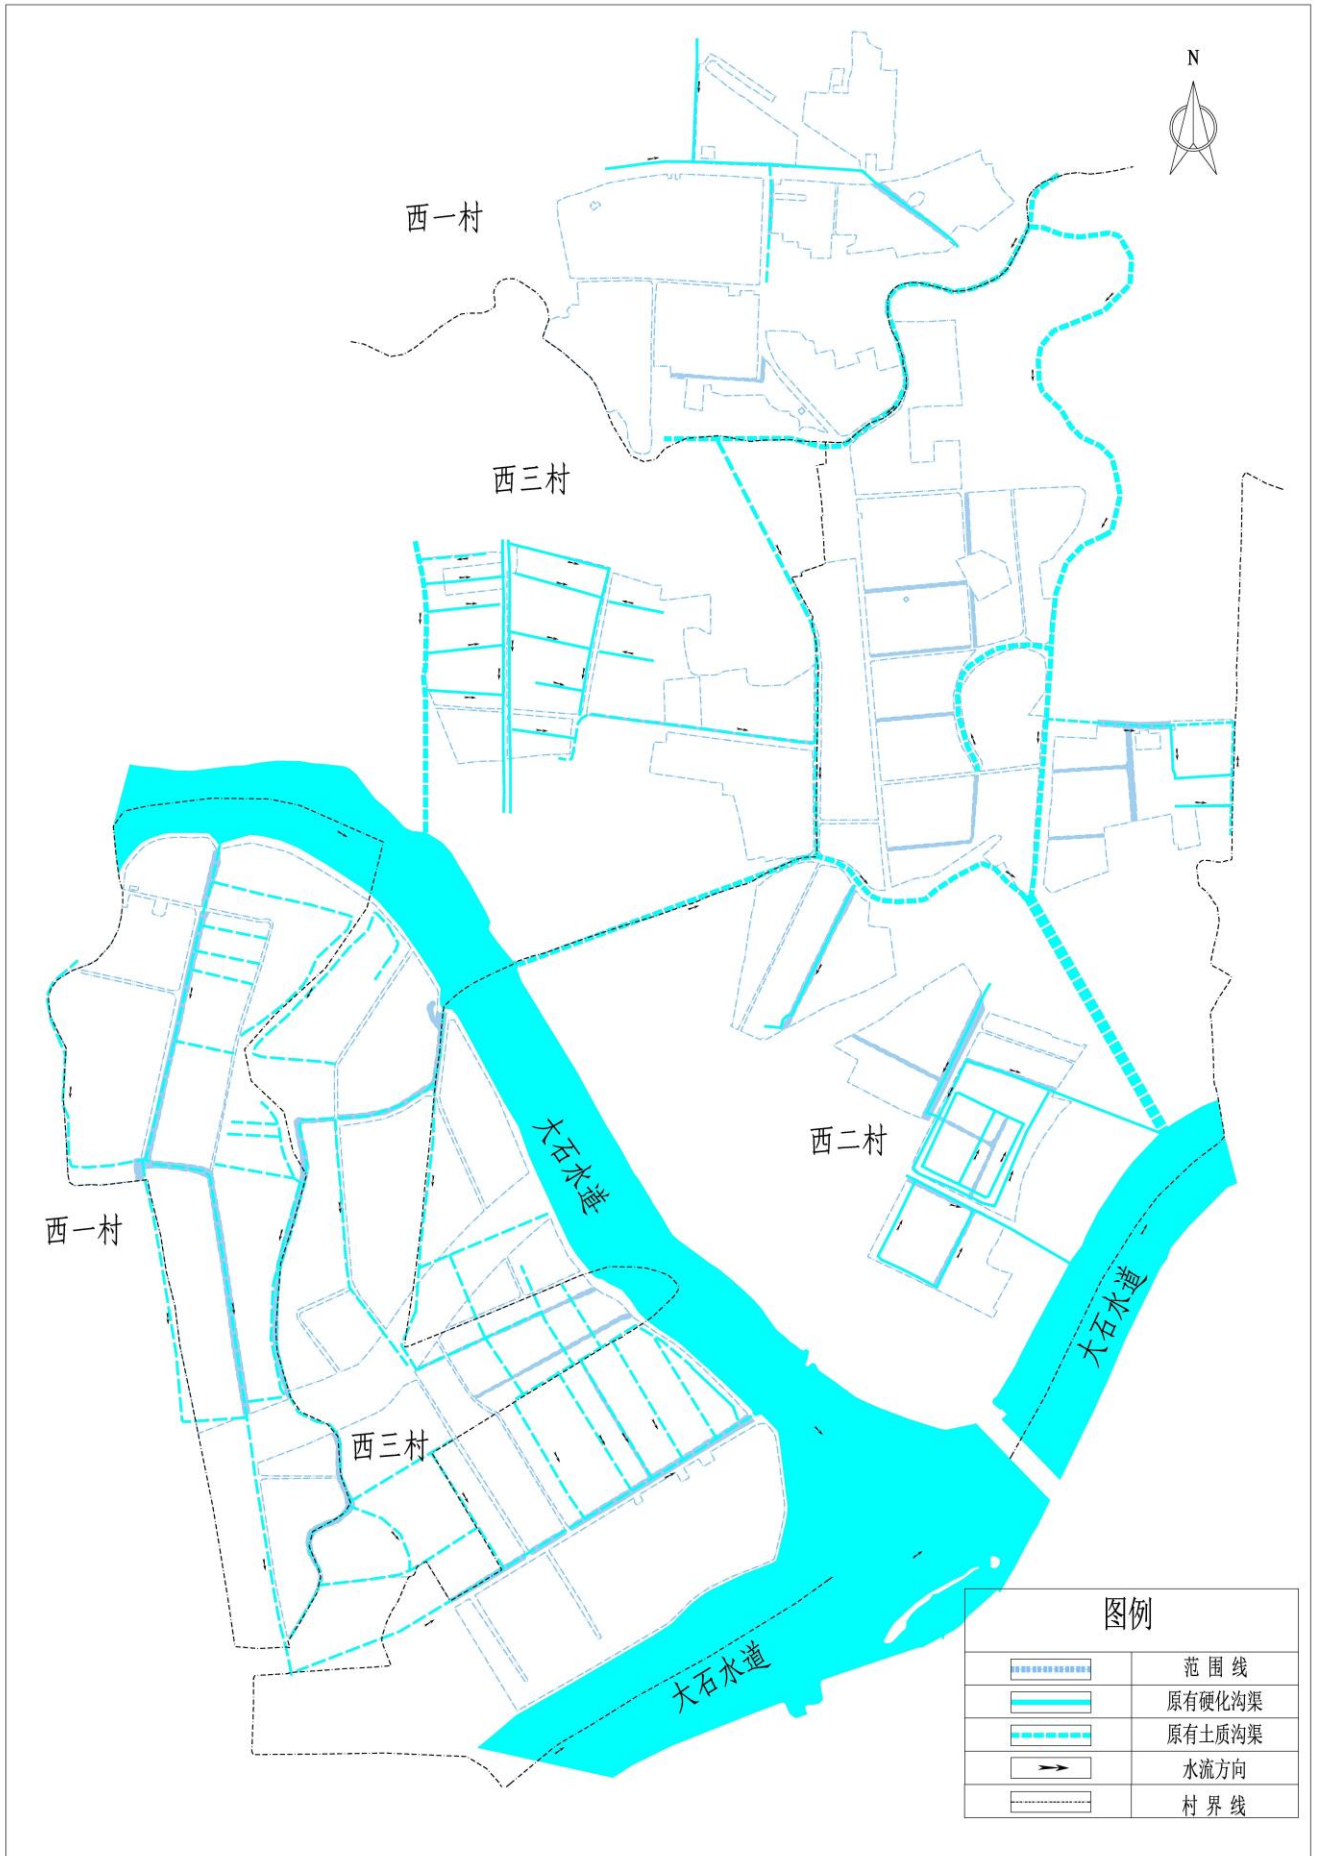 N
西一村
西三村
大石水道
西二村
西一村
大石水道
西三村
大石水道
图例
范围线
原有硬化沟渠
原有土质沟渠
水流方向
村界线